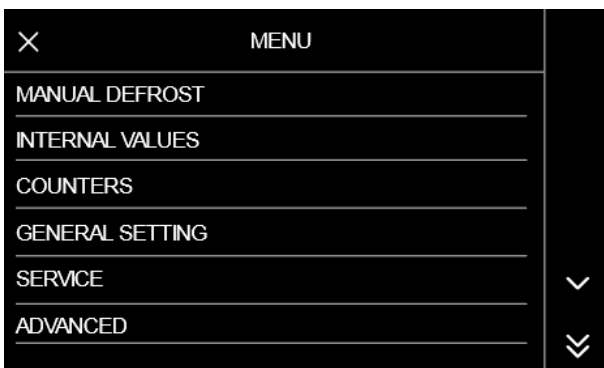 MENU
MANUAL DEFROST
INTERNAL VALUES
COUNTERS
GENERAL SETTING
SERVICE
ADVANCED